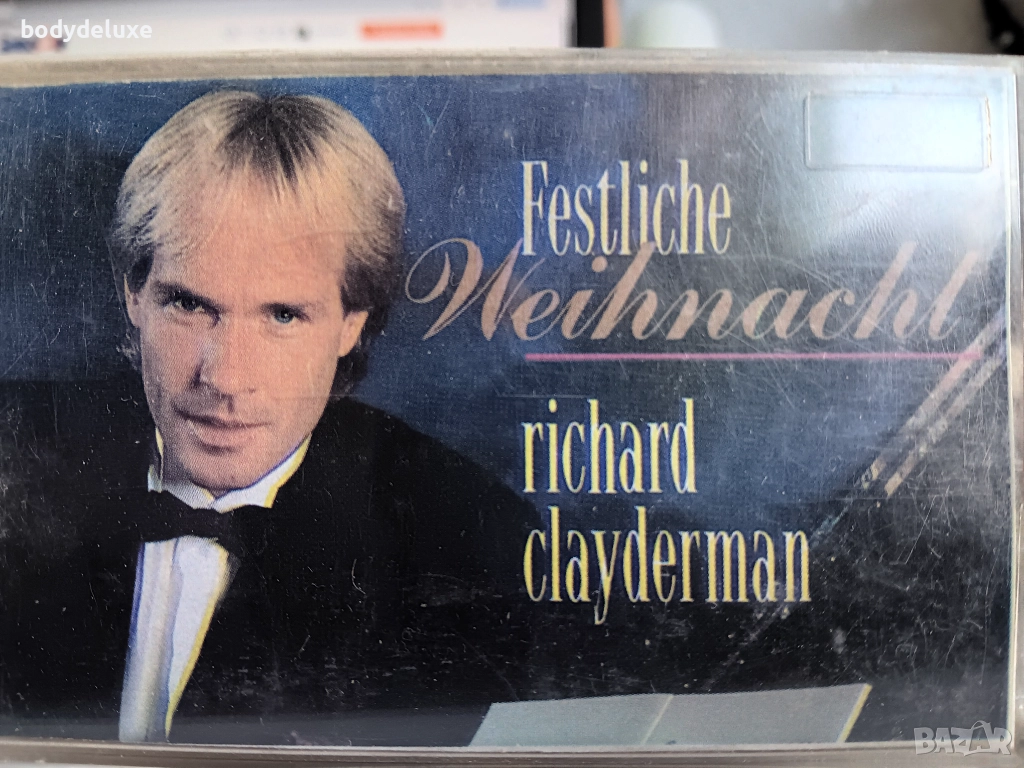 bodydeluxe
Festliche
Weihnacht
richard
clayderman
BAZAR